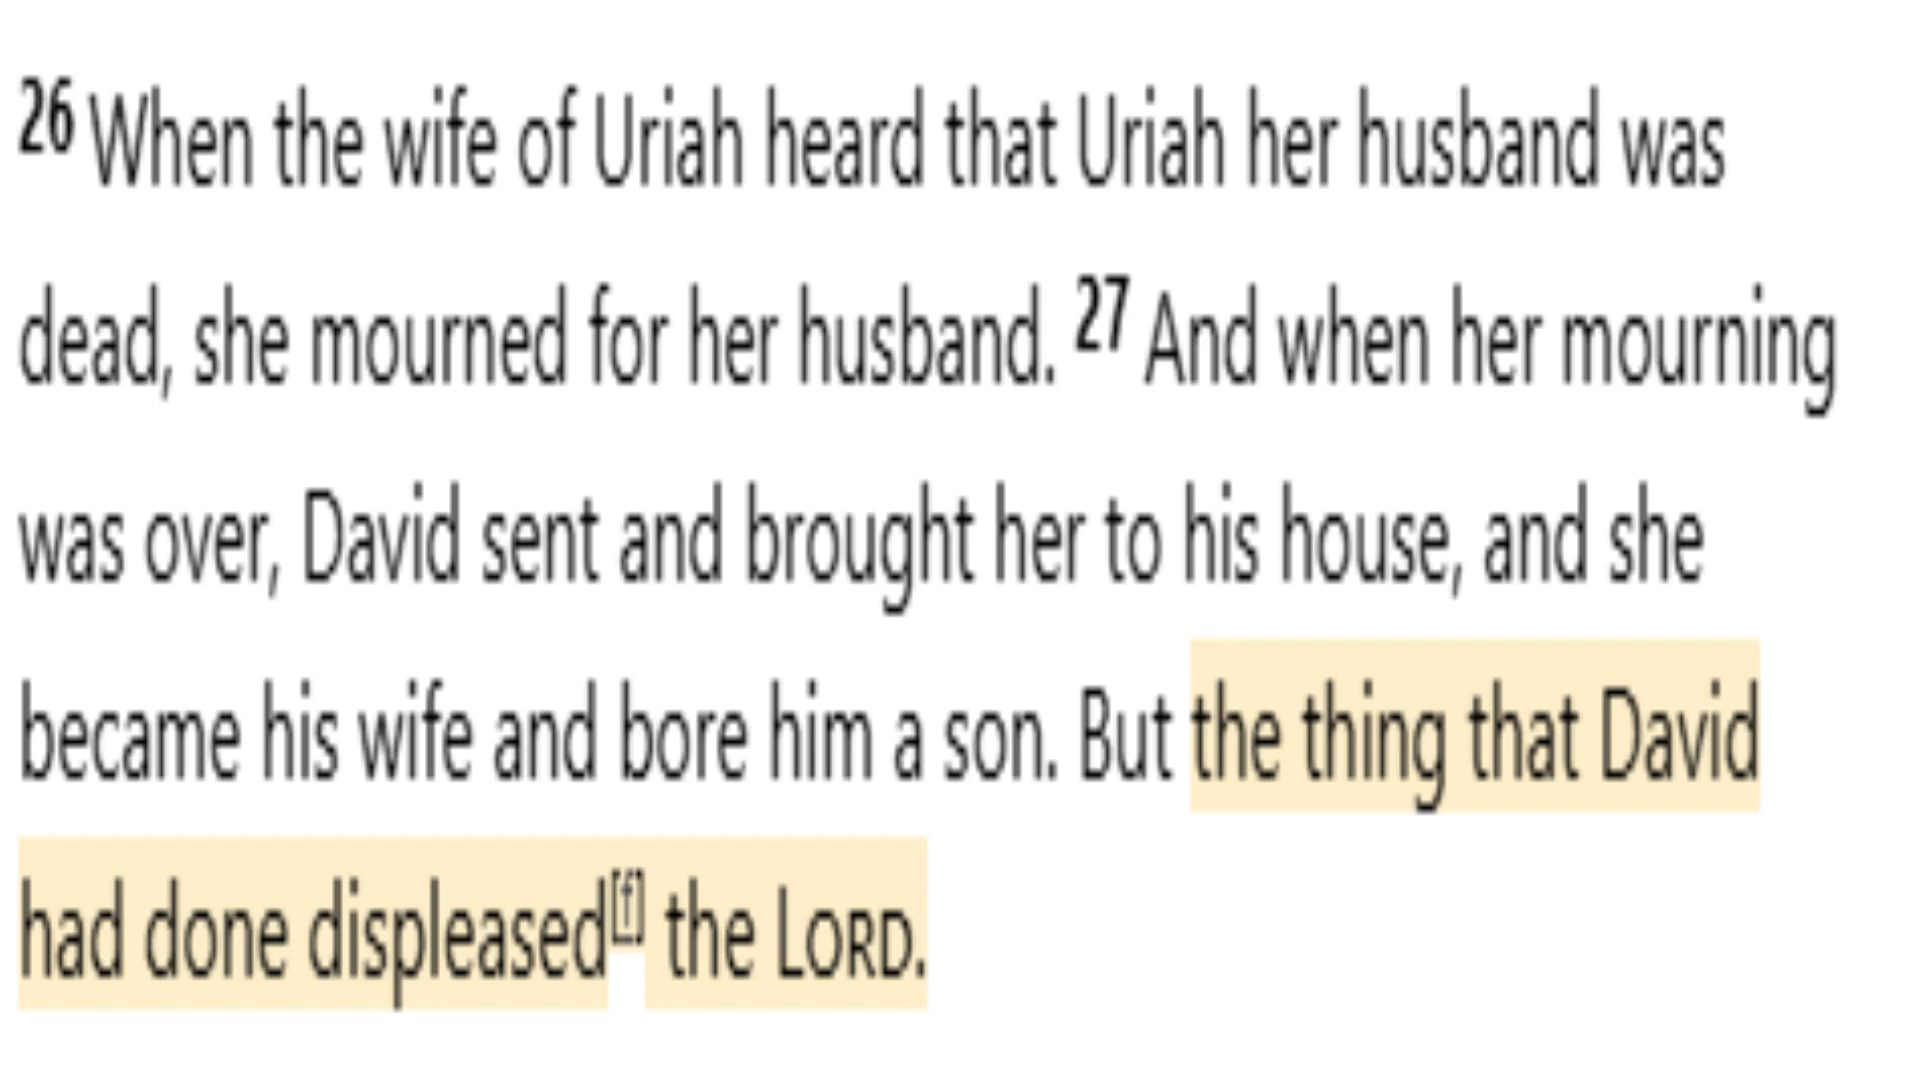 26 When the wife of Uriah heard that Uriah her husband was
dead, she mourned for her husband. 27 And when her mourning
was over, David sent and brought her to his house, and she
became his wife and bore him a son. But the thing that David
had done displeased[f] the LORD.